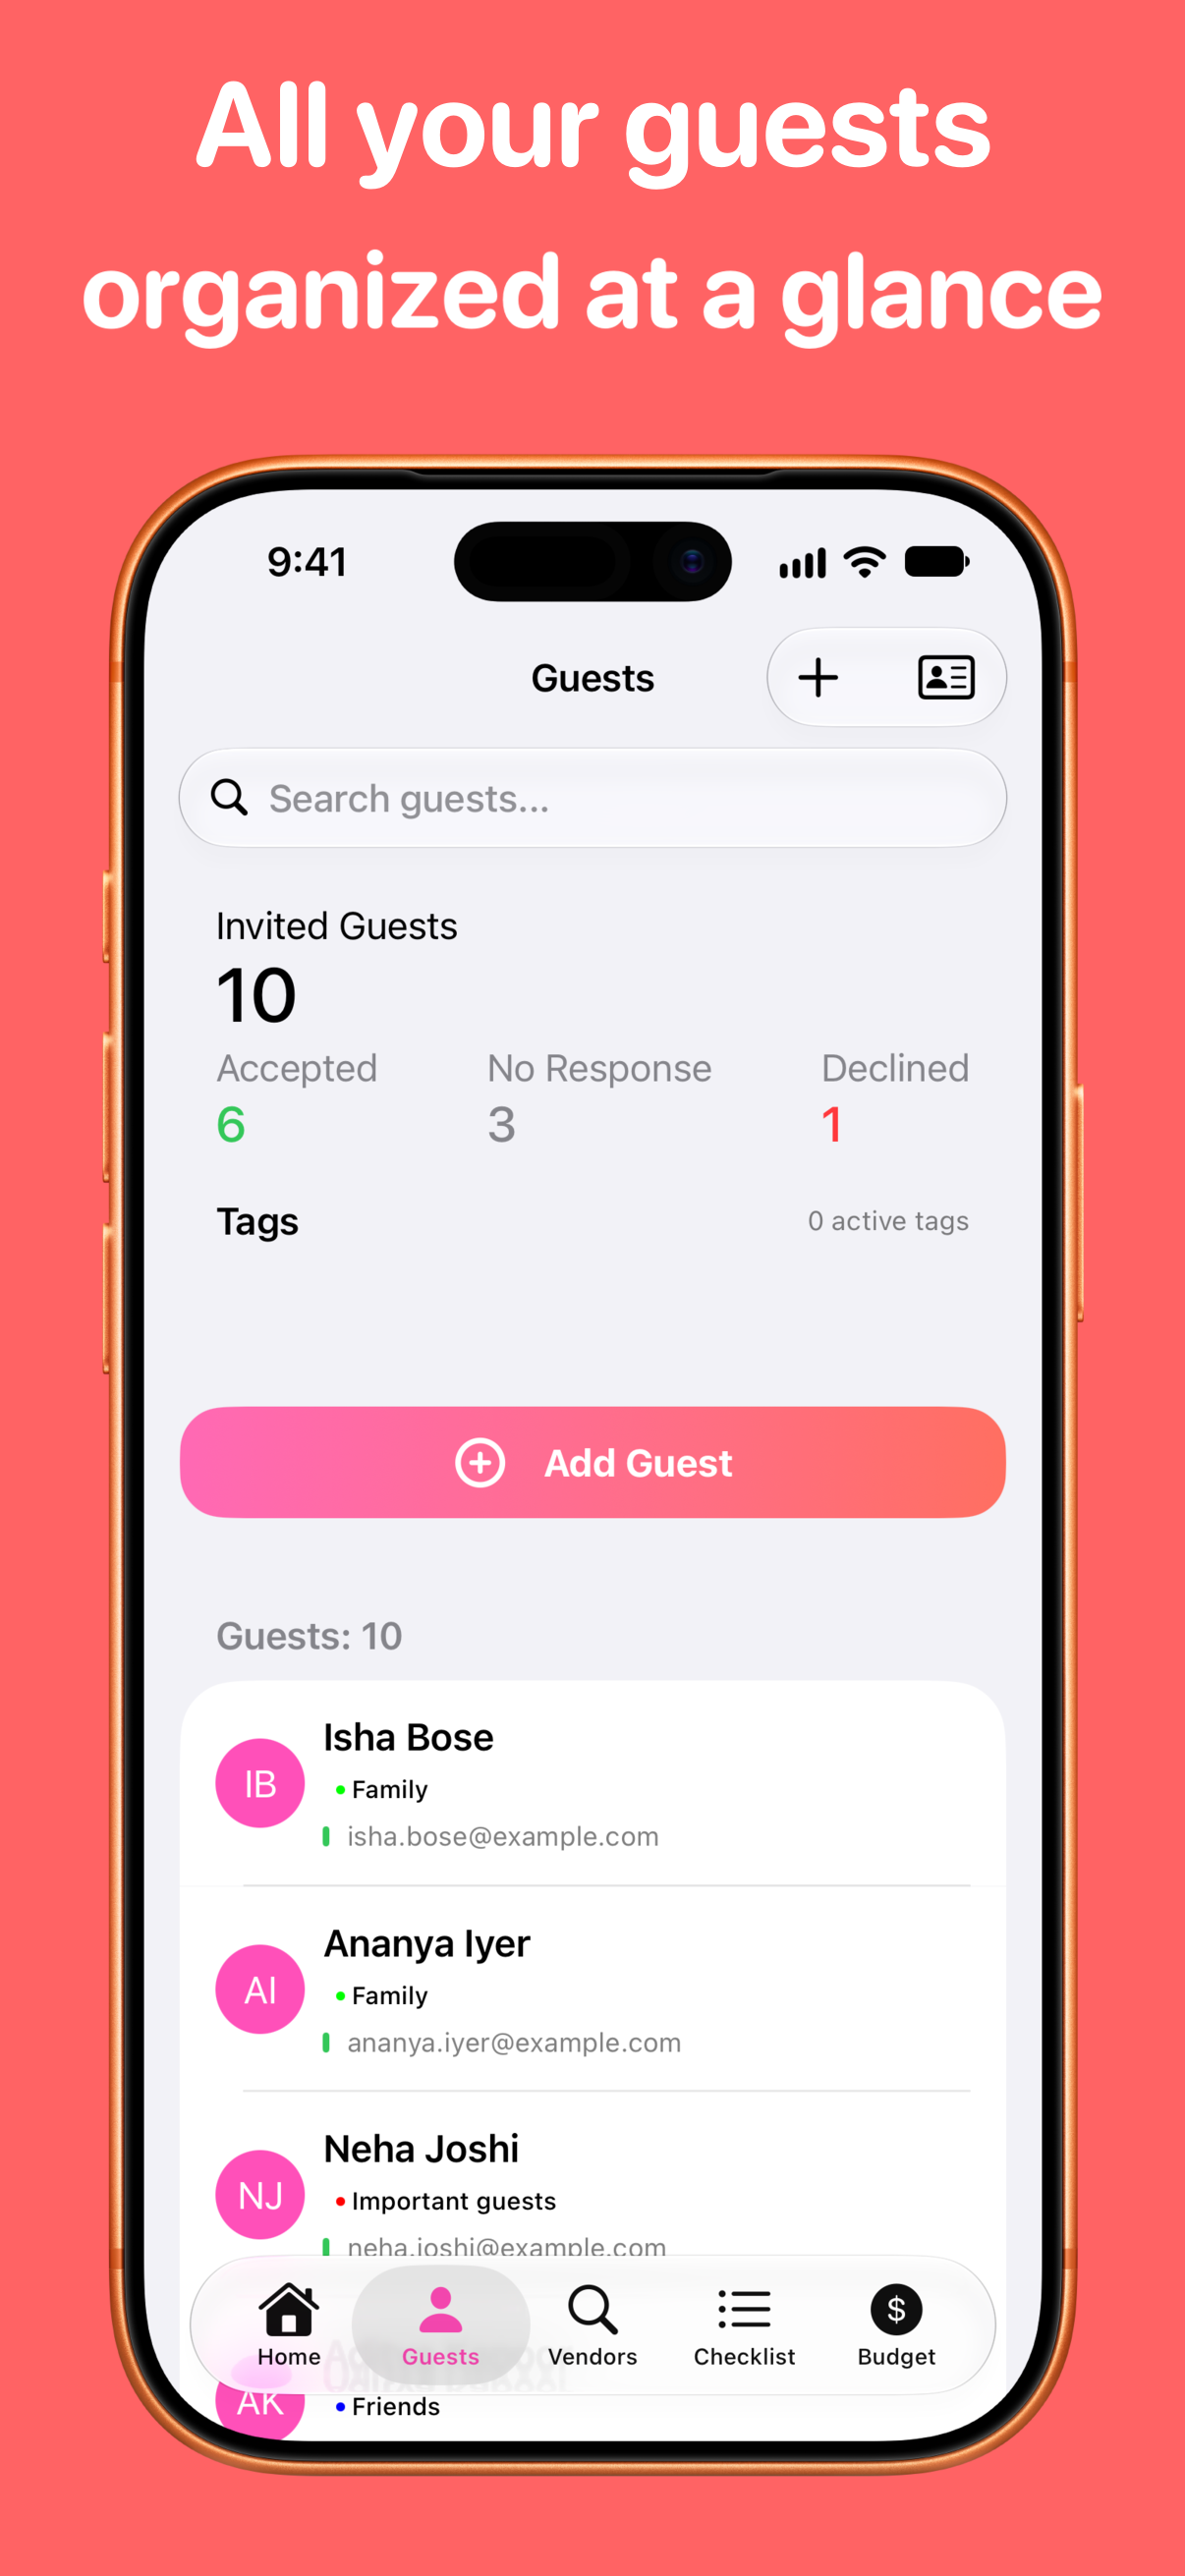 All your guests
organized at a glance
9:41
Guests
Search guests...
Invited Guests
10
Accepted No Response Declined
6 3 1
Tags 0 active tags
Add Guest
Guests: 10
IB
Isha Bose
Family
isha.bose@example.com
AI
Ananya Iyer
Family
ananya.iyer@example.com
NJ
Neha Joshi
Important guests
neha.joshi@example.com
Home Guests Vendors Checklist Budget
AK
Friends